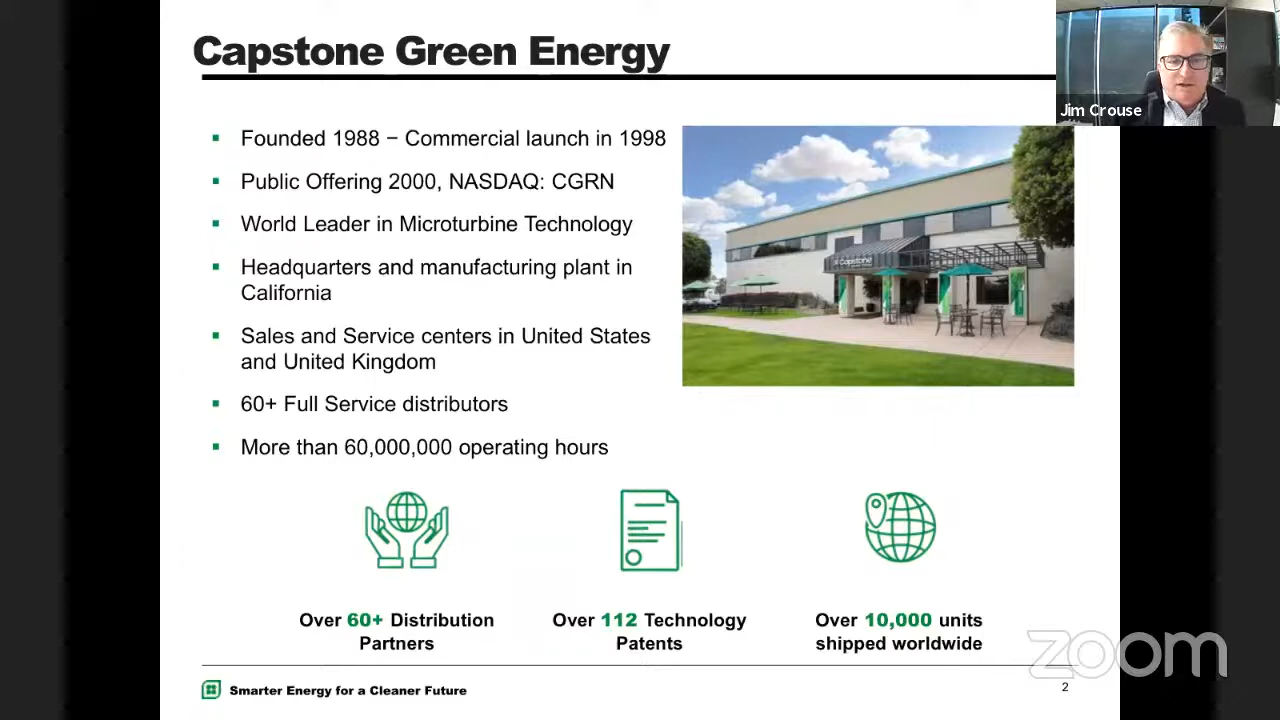 Capstone Green Energy
Jim Crouse
▪ Founded 1988 − Commercial launch in 1998
▪ Public Offering 2000, NASDAQ: CGRN
▪ World Leader in Microturbine Technology
▪ Headquarters and manufacturing plant in
California
▪ Sales and Service centers in United States
and United Kingdom
▪ 60+ Full Service distributors
▪ More than 60,000,000 operating hours
Capstone
Over 60+ Distribution
Partners
Over 112 Technology
Patents
Over 10,000 units
shipped worldwide
zoom
Smarter Energy for a Cleaner Future
2